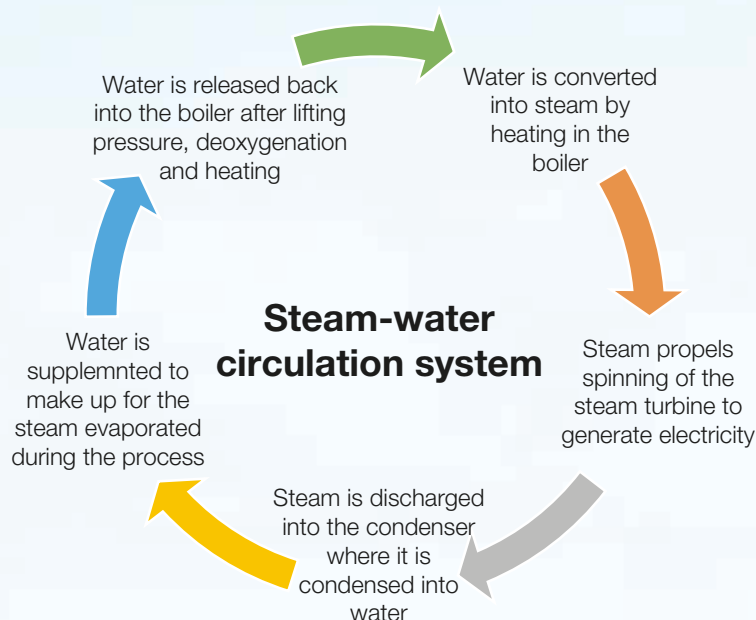 Water is released back
into the boiler after lifting
pressure, deoxygenation
and heating
Water is converted
into steam by
heating in the
boiler
Steam-water
circulation system
Steam propels
spinning of the
steam turbine to
generate electricity
Steam is discharged
into the condenser
where it is
condensed into
water
Water is
supplemnted to
make up for the
steam evaporated
during the process